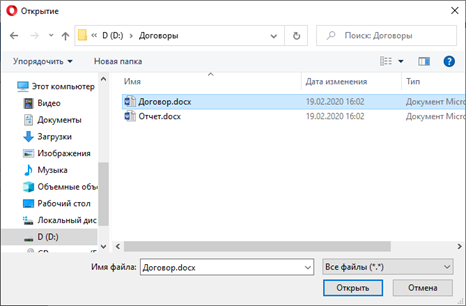 Открытие
« D (D:) › Договоры
Поиск: Договоры
Упорядочить Новая папка
Этот компьютер
Видео
Документы
Загрузки
Изображения
Музыка
Объемные объе
Рабочий стол
Локальный дис
D (D:)
Имя Дата изменения Тип
Договор.docx 19.02.2020 16:02 Документ Micro
Отчет.docx 19.02.2020 16:02 Документ Micro
Имя файла: Договор.docx Все файлы (*.*)
Открыть Отмена